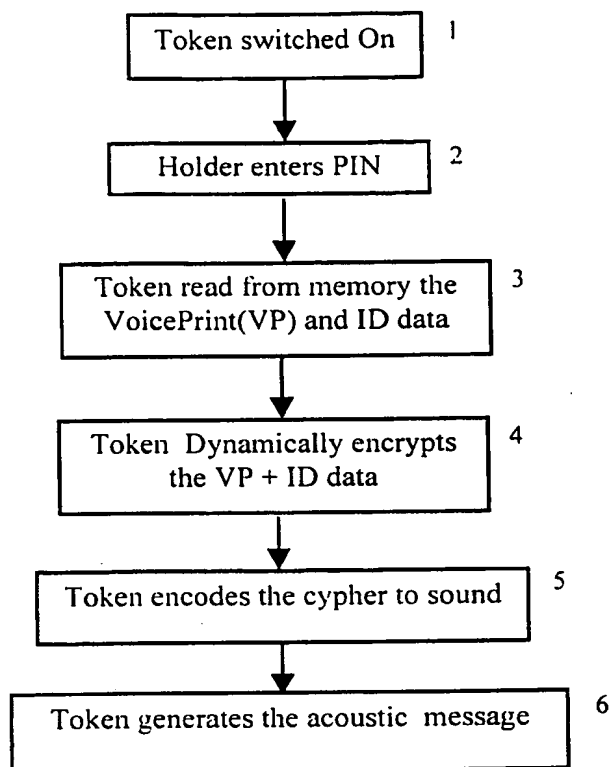 Token switched On
1
Holder enters PIN
2
Token read from memory the
VoicePrint(VP) and ID data
3
Token Dynamically encrypts
the VP + ID data
4
Token encodes the cypher to sound
5
Token generates the acoustic message
6